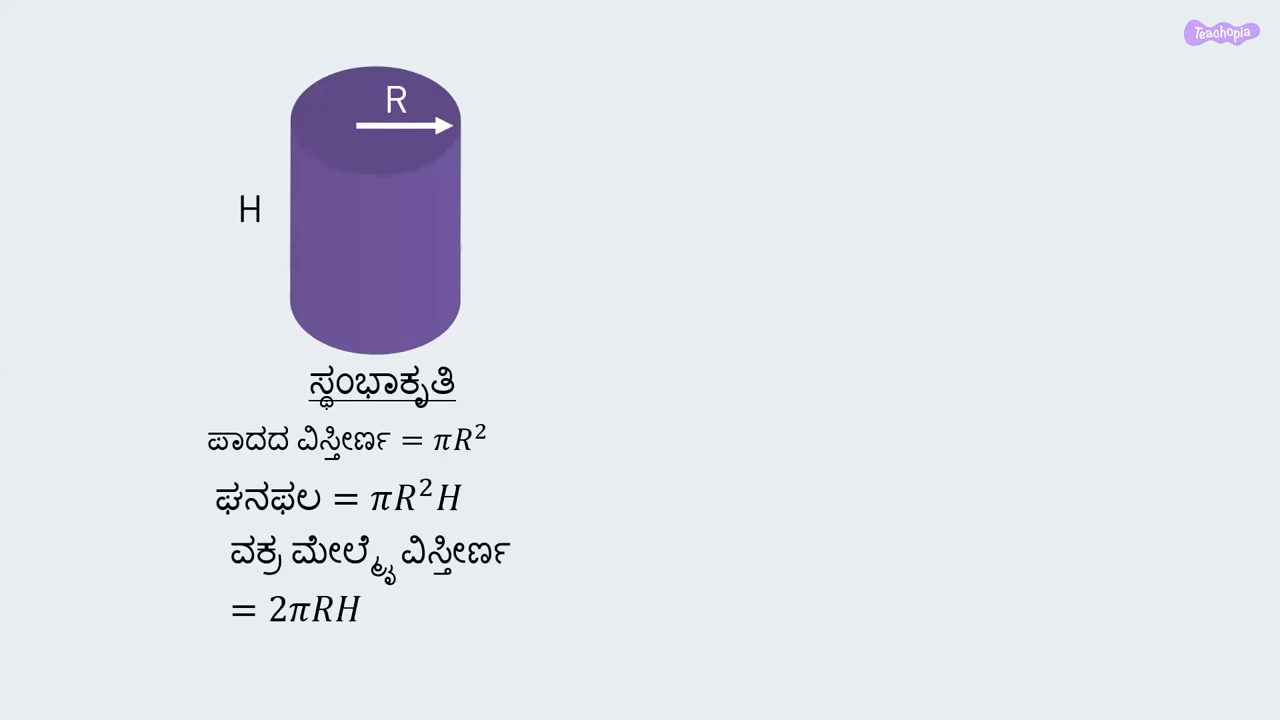 Teachopia
R
H
ಸ್ಥಂಭಾಕೃತಿ
ಪಾದದ ವಿಸ್ತೀರ್ಣ = πR²
ಘನಫಲ = πR²H
ವಕ್ರ ಮೇಲ್ಮೈ ವಿಸ್ತೀರ್ಣ
= 2πRH